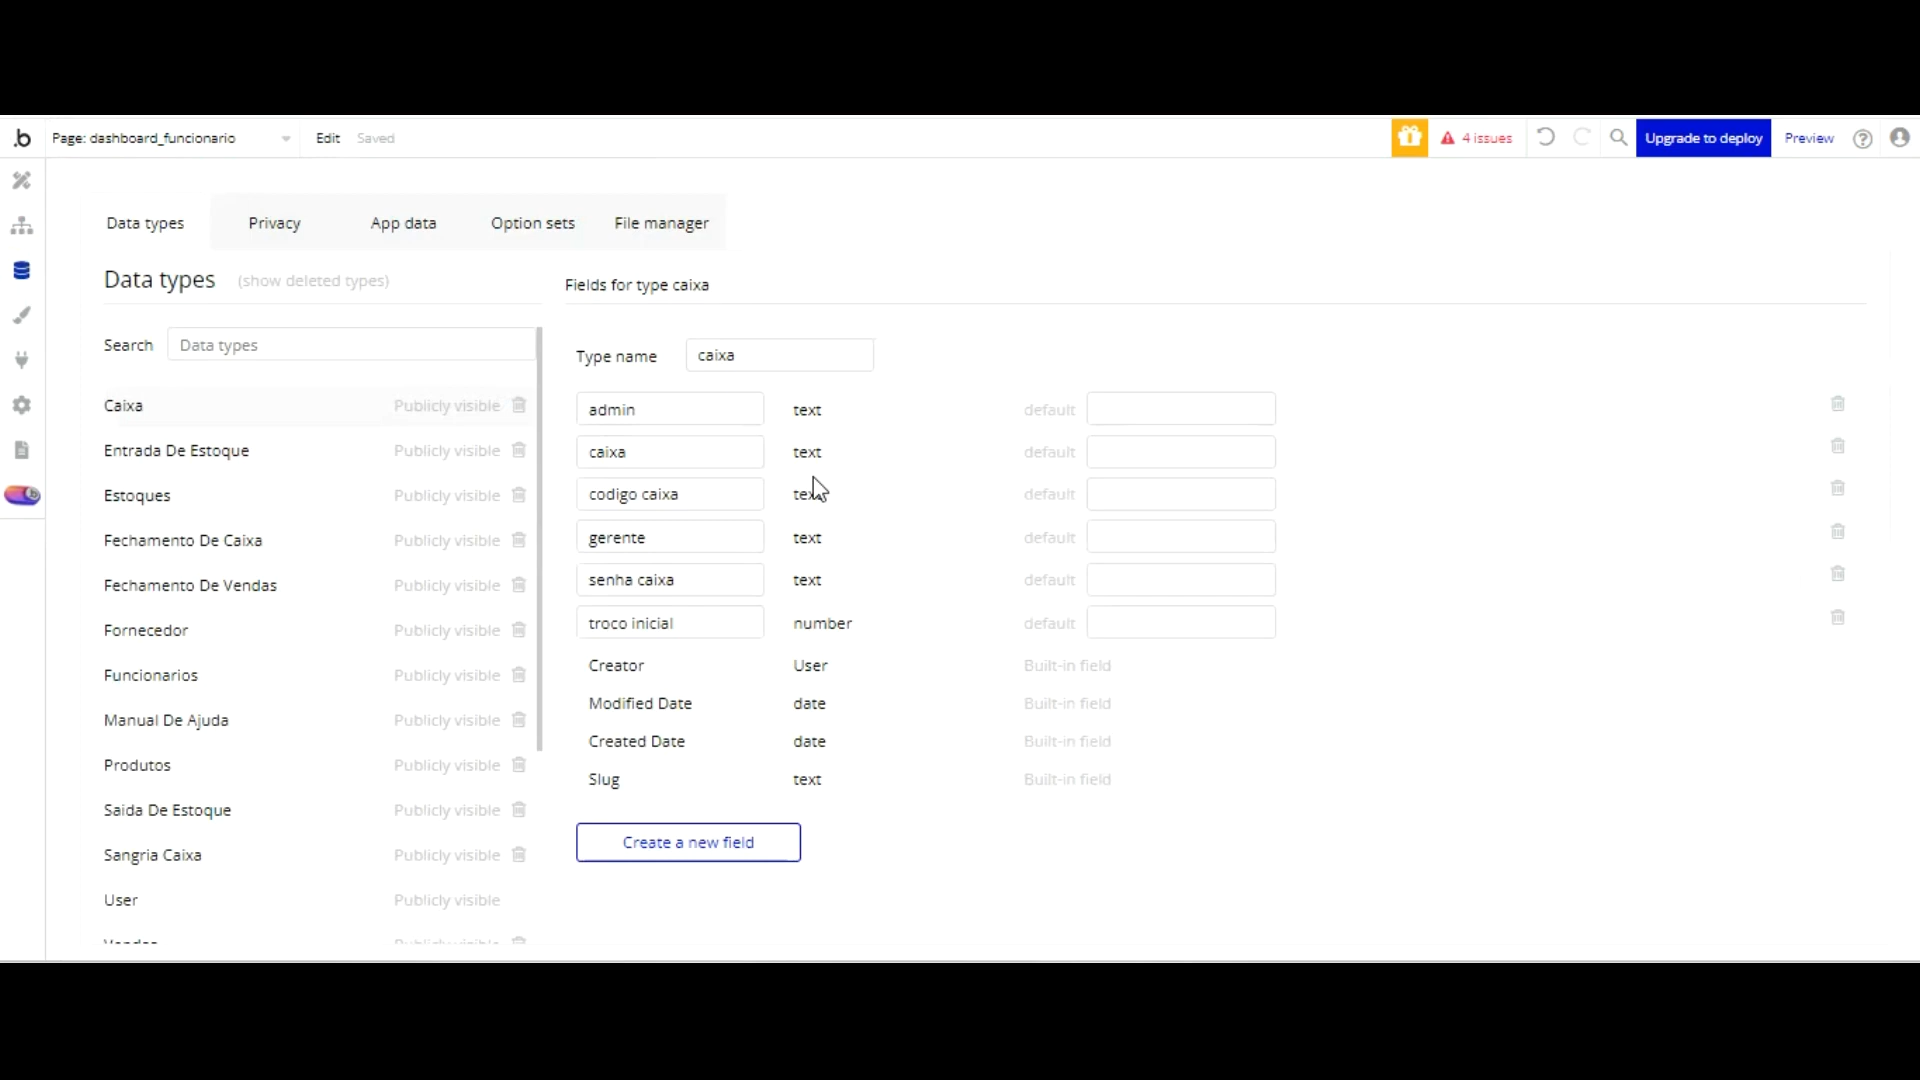 .b Page: dashboard_funcionario Edit Saved 4 issues Upgrade to deploy Preview ?
Data types Privacy App data Option sets File manager
Data types (show deleted types)
Fields for type caixa
Search Data types
Type name caixa
Caixa Publicly visible
Entrada De Estoque Publicly visible
Estoques Publicly visible
Fechamento De Caixa Publicly visible
Fechamento De Vendas Publicly visible
Fornecedor Publicly visible
Funcionarios Publicly visible
Manual De Ajuda Publicly visible
Produtos Publicly visible
Saida De Estoque Publicly visible
Sangria Caixa Publicly visible
User Publicly visible
admin text default
caixa text default
codigo caixa text default
gerente text default
senha caixa text default
troco inicial number default
Creator User Built-in field
Modified Date date Built-in field
Created Date date Built-in field
Slug text Built-in field
Create a new field